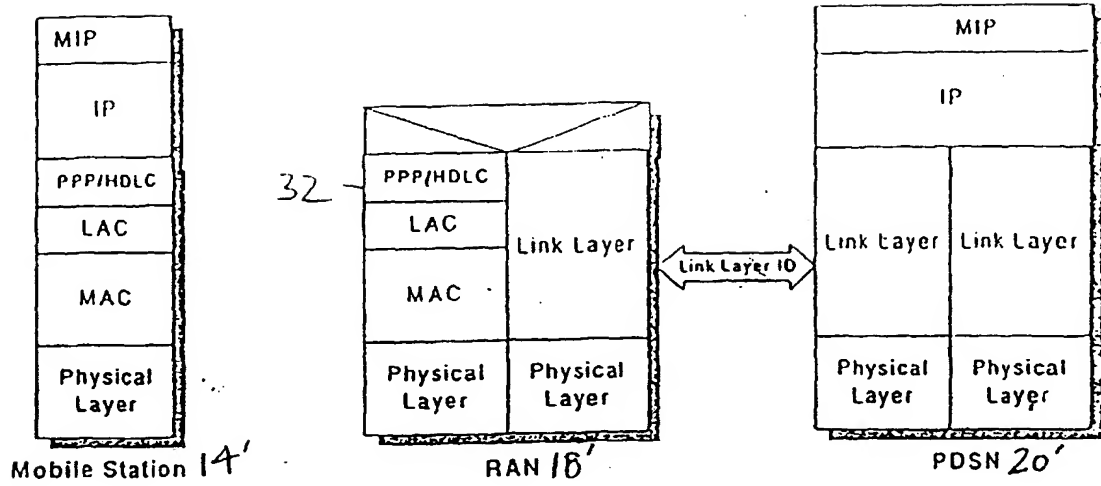 MIP
IP
PPP/HDLC
LAC
MAC
Physical
Layer
Mobile Station 14'
32
PPP/HDLC
LAC
MAC
Link Layer
Physical
Layer
Physical
Layer
RAN 18'
Link Layer ID
MIP
IP
Link Layer
Link Layer
Physical
Layer
Physical
Layer
PDSN 20'